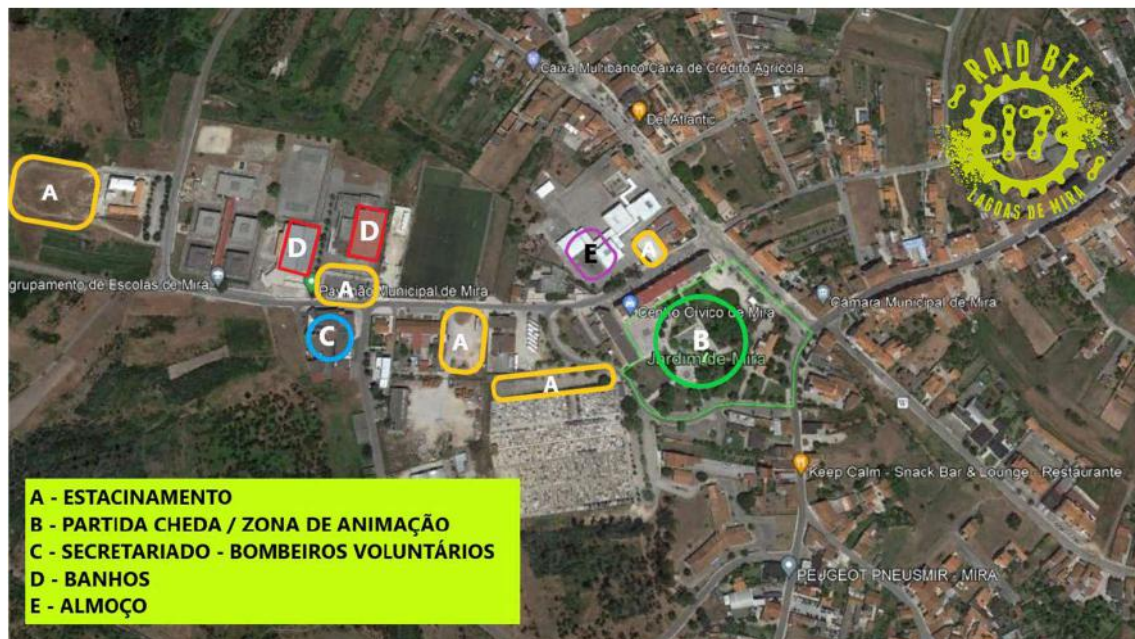 Caixa Multibanco Caixa de Crédito Agrícola
RAID BTT
17
LAGOAS DE MIRA
Del Atlantic
A
D
D
E
A
grupamento de Escolas de Mira
A
Pavilhão Municipal de Mira
Centro Cívico de Mira
Câmara Municipal de Mira
C
A
B
Jardim de Mira
A
Keep Calm - Snack Bar & Lounge - Restaurante
PEUGEOT PNEUSMIR - MIRA
A - ESTACINAMENTO
B - PARTIDA CHEDA / ZONA DE ANIMAÇÃO
C - SECRETARIADO - BOMBEIROS VOLUNTÁRIOS
D - BANHOS
E - ALMOÇO